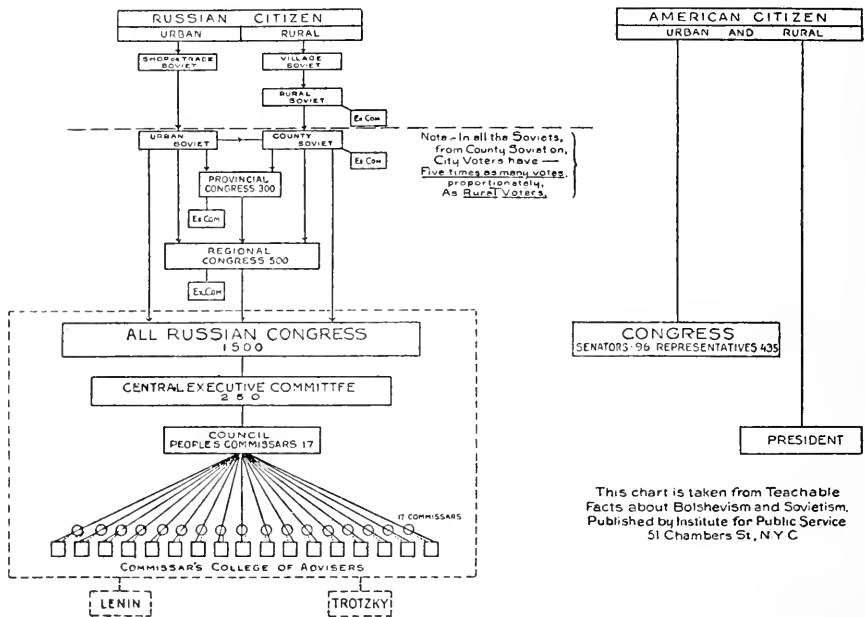 RUSSIAN CITIZEN
URBAN
RURAL
SHOP OR TRADE
SOVIET
VILLAGE
SOVIET
RURAL
SOVIET
Ex Com
URBAN
SOVIET
COUNTY
SOVIET
Ex Com
PROVINCIAL
CONGRESS 300
Ex Com
REGIONAL
CONGRESS 500
Ex Com
ALL RUSSIAN CONGRESS
1500
CENTRAL EXECUTIVE COMMITTEE
250
COUNCIL
PEOPLES COMMISSARS 17
17 COMMISSARS
COMMISSAR'S COLLEGE OF ADVISERS
LENIN
TROTZKY
Note.- In all the Soviets,
from County Soviet on,
City Voters have —
Five times as many votes,
proportionately,
As Rural Voters.
AMERICAN CITIZEN
URBAN AND RURAL
CONGRESS
SENATORS-96 REPRESENTATIVES 435
PRESIDENT
This chart is taken from Teachable
Facts about Bolshevism and Sovietism.
Published by Institute for Public Service
51 Chambers St, N Y C